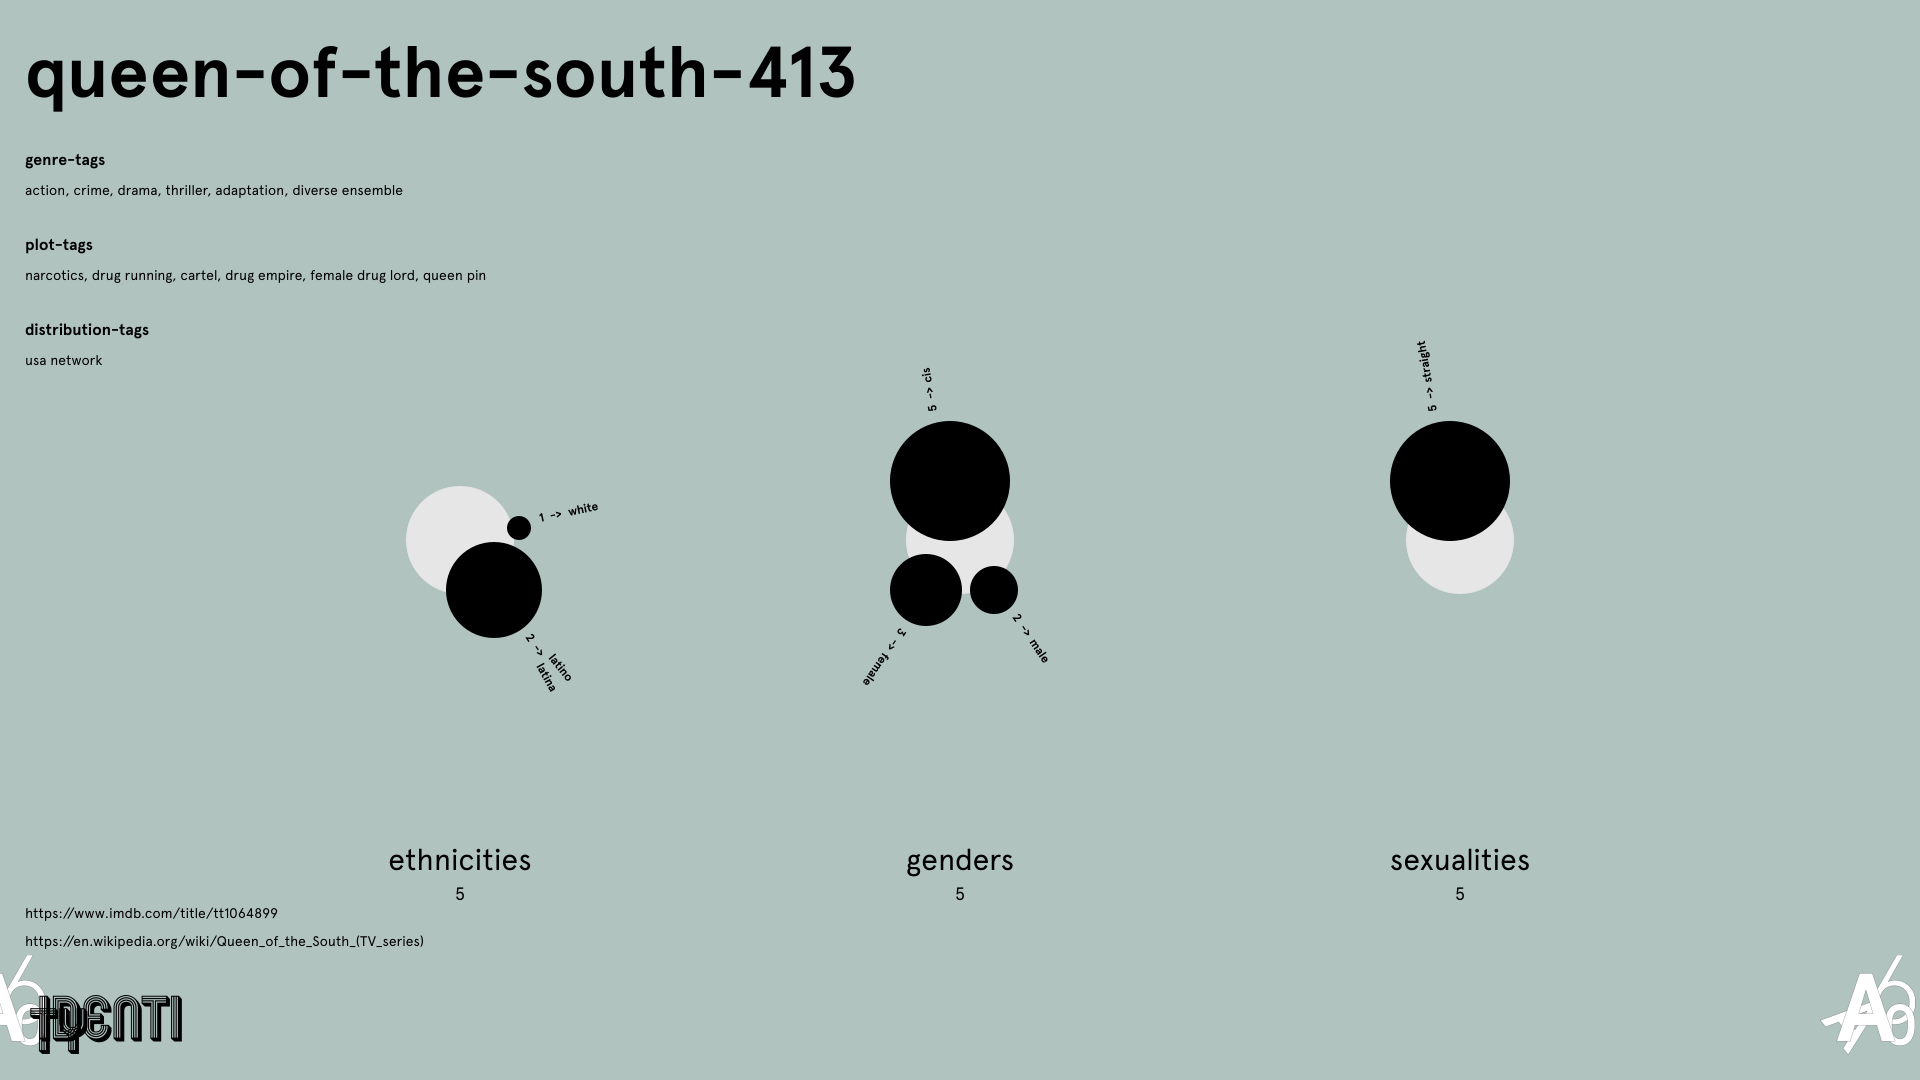 queen-of-the-south-413
genre-tags
action, crime, drama, thriller, adaptation, diverse ensemble
plot-tags
narcotics, drug running, cartel, drug empire, female drug lord, queen pin
distribution-tags
usa network
5 -> cis
5 -> straight
1 -> white
2 -> latino
latina
3 -> female
2 -> male
ethnicities
5
genders
5
sexualities
5
https://www.imdb.com/title/tt1064899
https://en.wikipedia.org/wiki/Queen_of_the_South_(TV_series)
IDENTI